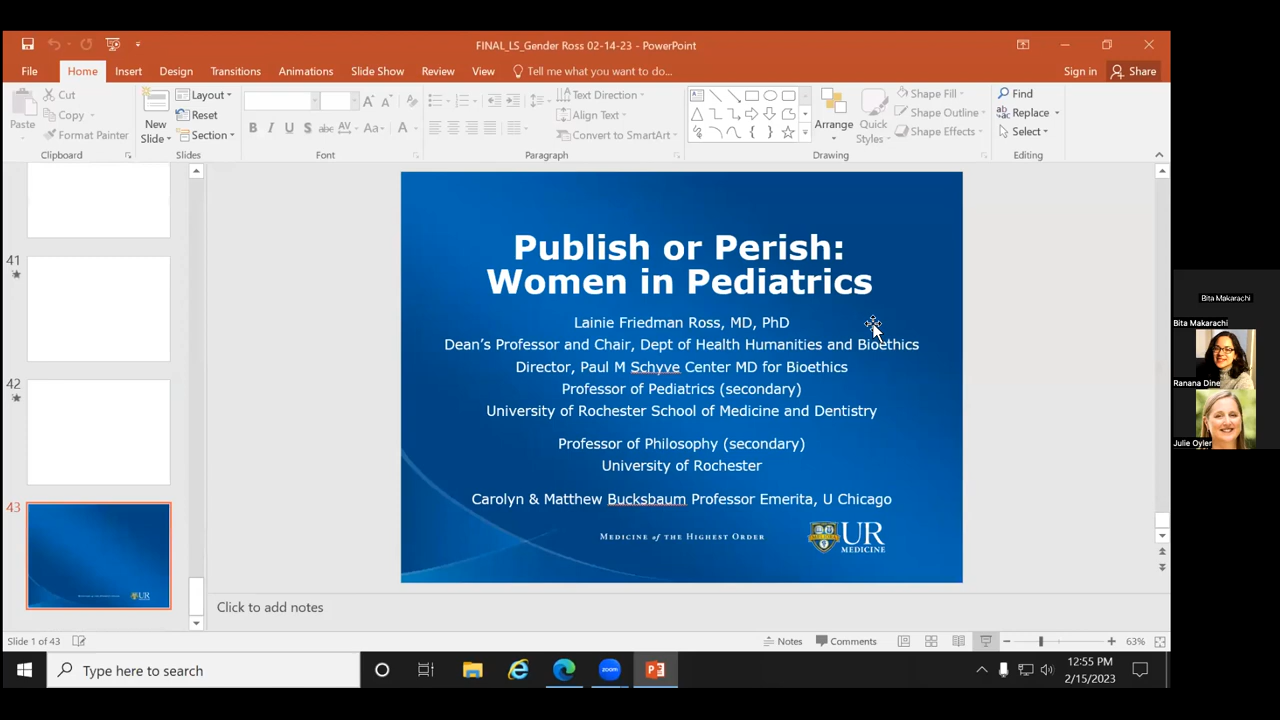 FINAL_LS_Gender Ross 02-14-23 - PowerPoint
File Home Insert Design Transitions Animations Slide Show Review View Tell me what you want to do... Sign in Share
Paste
Cut
Copy
Format Painter
Clipboard
New Slide
Layout
Reset
Section
Slides
B I U S abc AV Aa A
Font
Text Direction
Align Text
Convert to SmartArt
Paragraph
Arrange
Quick Styles
Shape Fill
Shape Outline
Shape Effects
Drawing
Find
Replace
Select
Editing
41
42
43
Publish or Perish:
Women in Pediatrics
Lainie Friedman Ross, MD, PhD
Dean's Professor and Chair, Dept of Health Humanities and Bioethics
Director, Paul M Schyve Center MD for Bioethics
Professor of Pediatrics (secondary)
University of Rochester School of Medicine and Dentistry
Professor of Philosophy (secondary)
University of Rochester
Carolyn & Matthew Bucksbaum Professor Emerita, U Chicago
MEDICINE of THE HIGHEST ORDER
UR
MEDICINE
Click to add notes
Slide 1 of 43
Notes Comments 63%
Type here to search
zoom
12:55 PM
2/15/2023
Bita Makarachi
Bita Makarachi
Ranana Dine
Julie Oyler